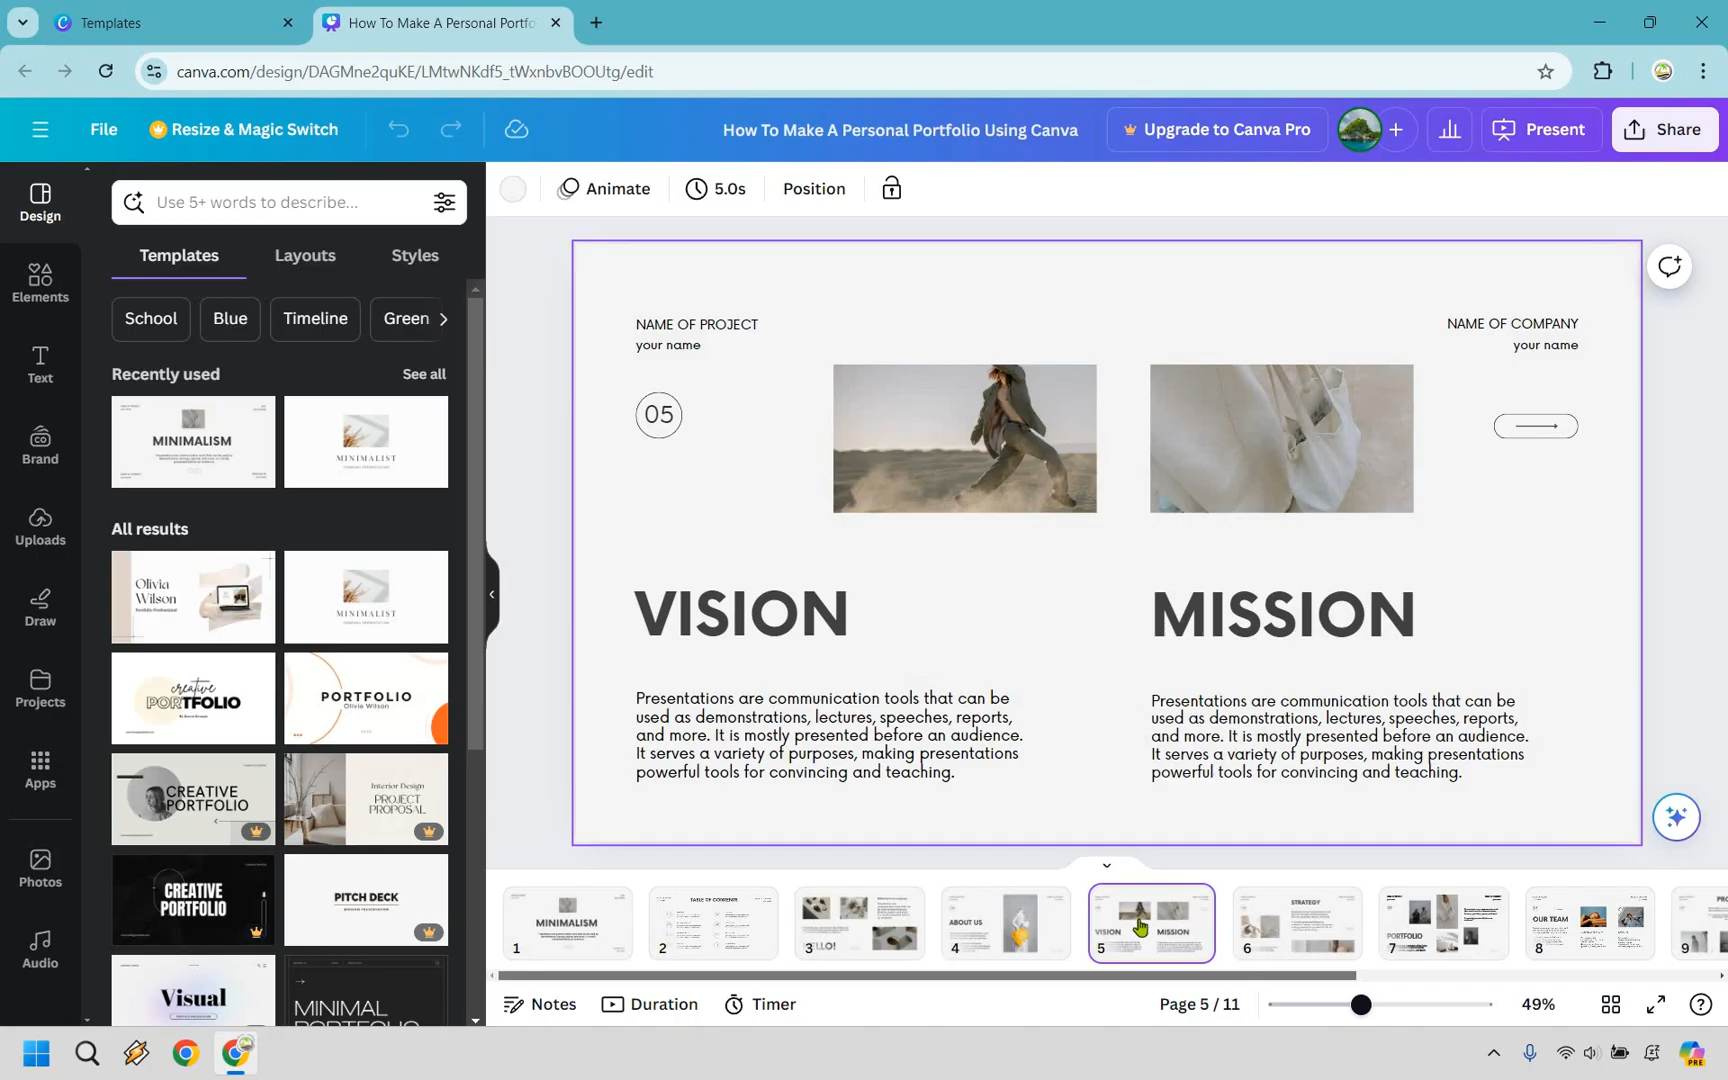 Templates
How To Make A Personal Portfo
canva.com/design/DAGMne2quKE/LMtwNKdf5_tWxnbvBOOUtg/edit
File
Resize & Magic Switch
How To Make A Personal Portfolio Using Canva
Upgrade to Canva Pro
Present
Share
Design
Elements
Text
Brand
Uploads
Draw
Projects
Apps
Photos
Audio
Use 5+ words to describe...
Templates
Layouts
Styles
School
Blue
Timeline
Green
Recently used
See all
MINIMALISM
MINIMALIST
All results
Olivia
Wilson
MINIMALIST
creative
PORTFOLIO
PORTFOLIO
Olivia Wilson
CREATIVE
PORTFOLIO
Interior Design
PROJECT
PROPOSAL
CREATIVE
PORTFOLIO
PITCH DECK
Visual
MINIMAL
PORTFOLIO
Animate
5.0s
Position
NAME OF PROJECT
your name
NAME OF COMPANY
your name
05
VISION
MISSION
Presentations are communication tools that can be
used as demonstrations, lectures, speeches, reports,
and more. It is mostly presented before an audience.
It serves a variety of purposes, making presentations
powerful tools for convincing and teaching.
Presentations are communication tools that can be
used as demonstrations, lectures, speeches, reports,
and more. It is mostly presented before an audience.
It serves a variety of purposes, making presentations
powerful tools for convincing and teaching.
MINIMALISM
1
TABLE OF CONTENTS
2
HELLO!
3
ABOUT US
4
VISION
MISSION
5
STRATEGY
6
PORTFOLIO
7
OUR TEAM
8
9
Notes
Duration
Timer
Page 5 / 11
49%
PRE